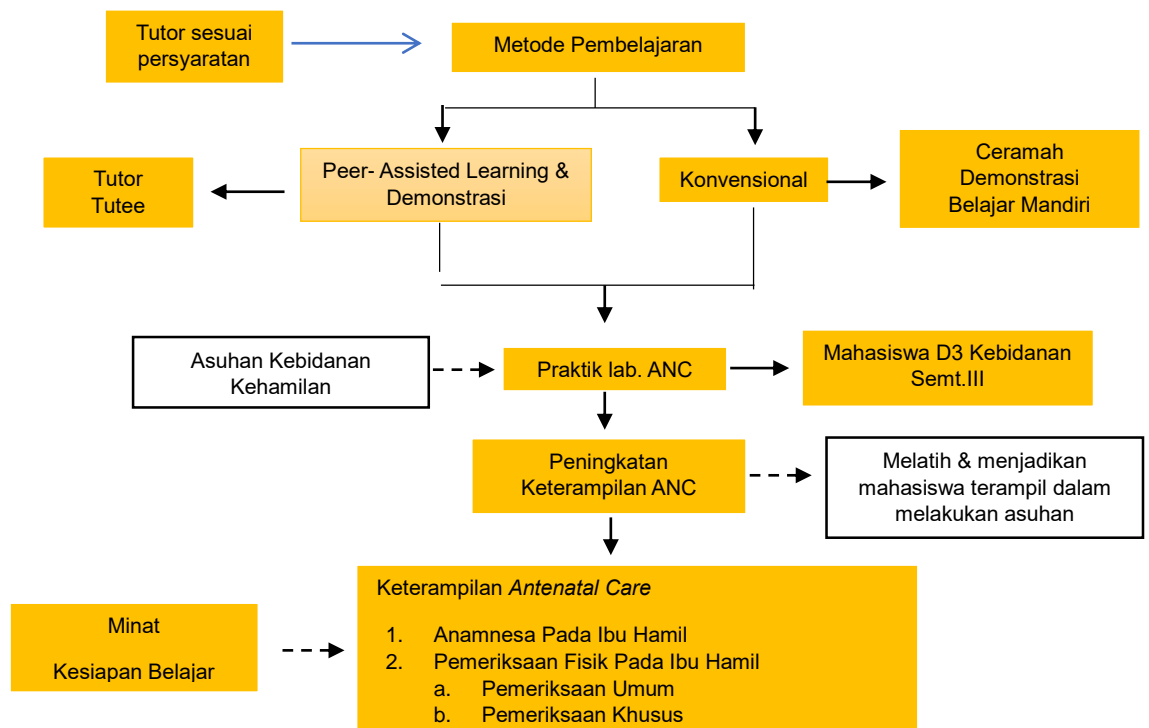 Tutor sesuai
persyaratan
Metode Pembelajaran
Tutor
Tutee
Peer- Assisted Learning &
Demonstrasi
Konvensional
Ceramah
Demonstrasi
Belajar Mandiri
Asuhan Kebidanan
Kehamilan
Praktik lab. ANC
Mahasiswa D3 Kebidanan
Semt.III
Peningkatan
Keterampilan ANC
Melatih & menjadikan
mahasiswa terampil dalam
melakukan asuhan
Minat
Kesiapan Belajar
Keterampilan Antenatal Care
1. Anamnesa Pada Ibu Hamil
2. Pemeriksaan Fisik Pada Ibu Hamil
a. Pemeriksaan Umum
b. Pemeriksaan Khusus